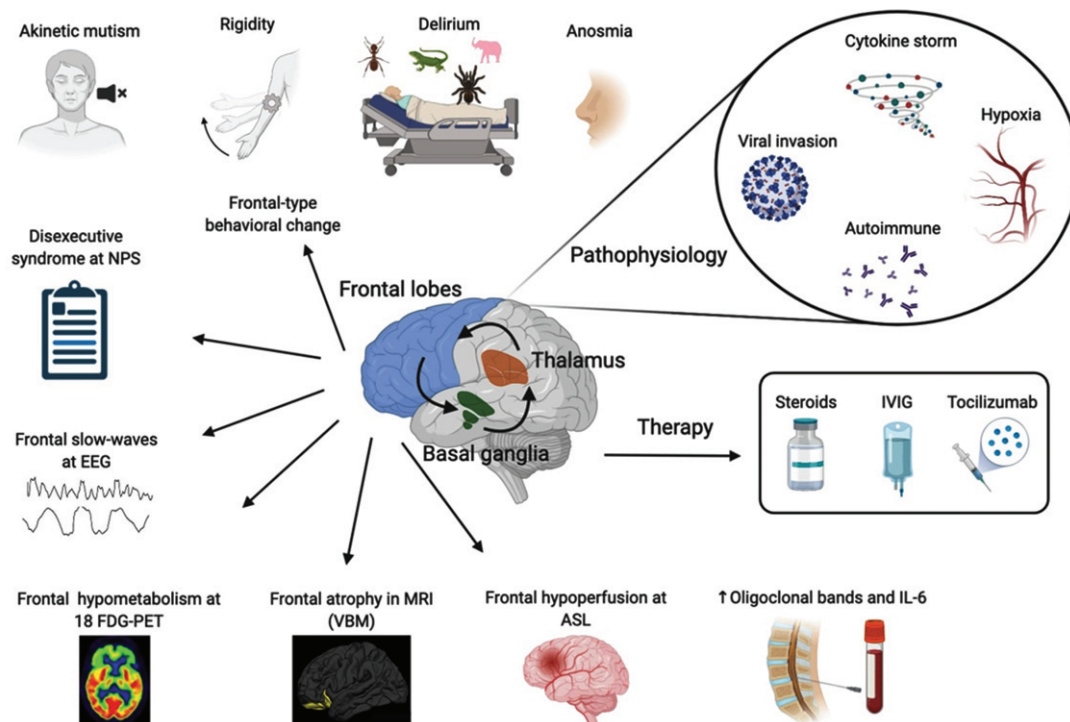 Akinetic mutism
Rigidity
Delirium
Anosmia
Cytokine storm
Hypoxia
Viral invasion
Autoimmune
Pathophysiology
Frontal-type
behavioral change
Disexecutive
syndrome at NPS
Frontal lobes
Thalamus
Basal ganglia
Therapy
Steroids
IVIG
Tocilizumab
Frontal slow-waves
at EEG
Frontal hypometabolism at
18 FDG-PET
Frontal atrophy in MRI
(VBM)
Frontal hypoperfusion at
ASL
↑Oligoclonal bands and IL-6